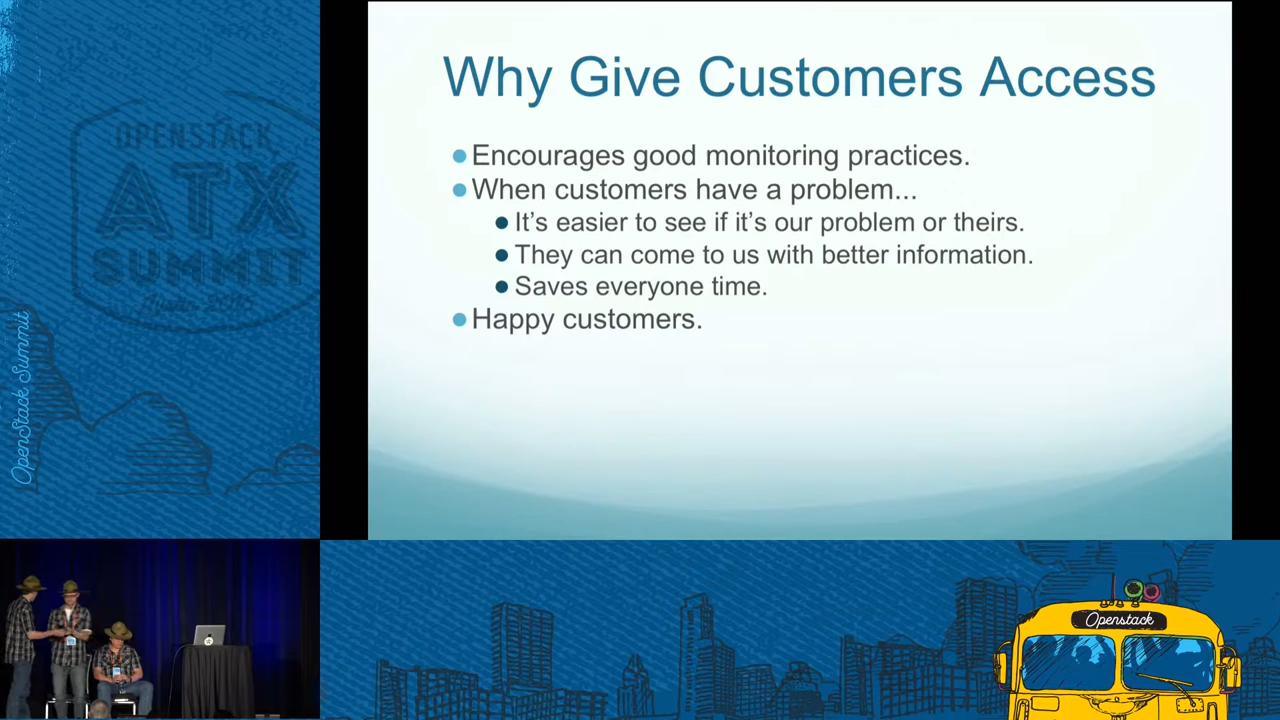 Why Give Customers Access
Encourages good monitoring practices.
When customers have a problem...
It's easier to see if it's our problem or theirs.
They can come to us with better information.
Saves everyone time.
Happy customers.
OPENSTACK
ATX
SUMMIT
OpenStack Summit
Openstack